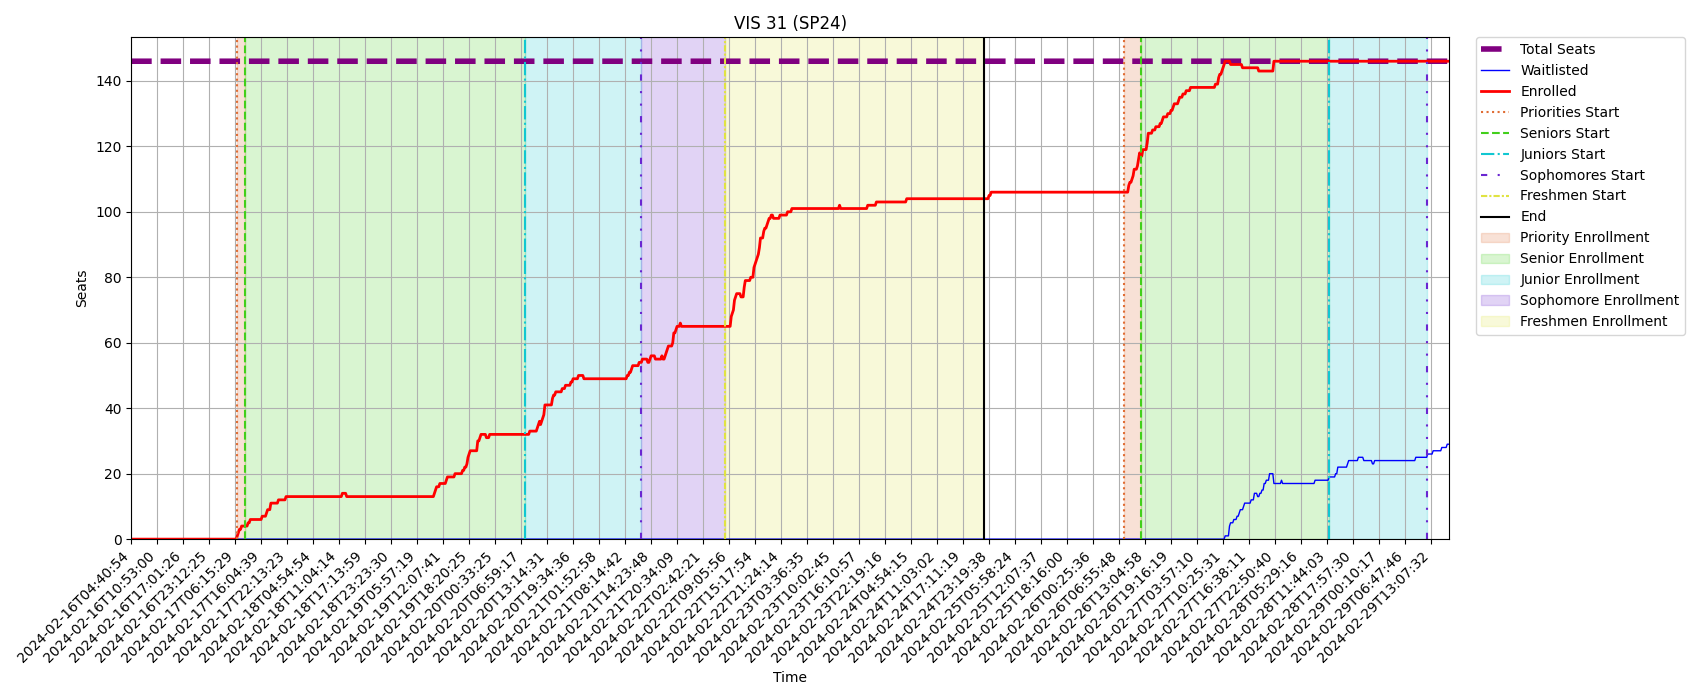 VIS 31 (SP24)
Seats
140
120
100
80
60
40
20
0
2024-02-16T04:40:54
2024-02-16T10:53:00
2024-02-16T17:01:26
2024-02-16T23:12:25
2024-02-17T06:15:29
2024-02-17T16:04:39
2024-02-17T22:13:23
2024-02-18T04:54:54
2024-02-18T11:04:14
2024-02-18T17:13:59
2024-02-18T23:23:30
2024-02-19T05:57:19
2024-02-19T12:07:41
2024-02-19T18:20:25
2024-02-20T00:33:25
2024-02-20T06:59:17
2024-02-20T13:14:31
2024-02-20T19:34:36
2024-02-21T01:52:58
2024-02-21T08:14:42
2024-02-21T14:23:48
2024-02-21T20:34:09
2024-02-22T02:42:21
2024-02-22T09:05:56
2024-02-22T15:17:54
2024-02-22T21:24:14
2024-02-23T03:36:35
2024-02-23T10:02:45
2024-02-23T16:10:57
2024-02-23T22:19:16
2024-02-24T04:54:15
2024-02-24T11:03:02
2024-02-24T17:11:19
2024-02-24T23:19:38
2024-02-25T05:58:24
2024-02-25T12:07:37
2024-02-25T18:16:00
2024-02-26T00:25:36
2024-02-26T06:55:48
2024-02-26T13:04:58
2024-02-26T19:16:19
2024-02-27T03:57:10
2024-02-27T10:25:31
2024-02-27T16:38:11
2024-02-27T22:50:40
2024-02-28T05:29:16
2024-02-28T11:44:03
2024-02-28T17:57:30
2024-02-29T00:10:17
2024-02-29T06:47:46
2024-02-29T13:07:32
Time
Total Seats
Waitlisted
Enrolled
Priorities Start
Seniors Start
Juniors Start
Sophomores Start
Freshmen Start
End
Priority Enrollment
Senior Enrollment
Junior Enrollment
Sophomore Enrollment
Freshmen Enrollment